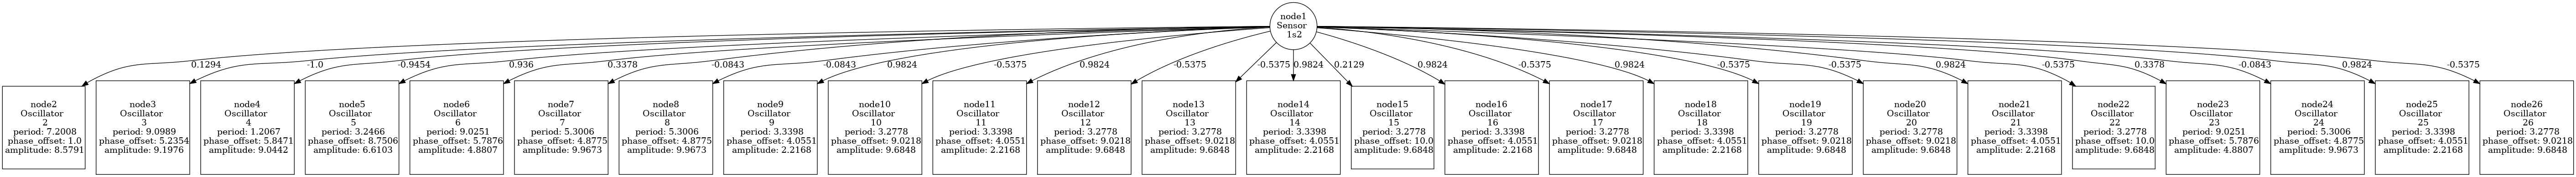 node1
Sensor
1s2
0.1294
-1.0
-0.9454
0.936
0.3378
-0.0843
-0.0843
0.9824
-0.5375
0.9824
-0.5375
-0.5375
0.9824
0.2129
0.9824
-0.5375
0.9824
-0.5375
-0.5375
0.9824
-0.5375
0.3378
-0.0843
0.9824
-0.5375
node2
Oscillator
2
period: 7.2008
phase_offset: 1.0
amplitude: 8.5791
node3
Oscillator
3
period: 9.0989
phase_offset: 5.2354
amplitude: 9.1976
node4
Oscillator
4
period: 1.2067
phase_offset: 5.8471
amplitude: 9.0442
node5
Oscillator
5
period: 3.2466
phase_offset: 8.7506
amplitude: 6.6103
node6
Oscillator
6
period: 9.0251
phase_offset: 5.7876
amplitude: 4.8807
node7
Oscillator
7
period: 5.3006
phase_offset: 4.8775
amplitude: 9.9673
node8
Oscillator
8
period: 5.3006
phase_offset: 4.8775
amplitude: 9.9673
node9
Oscillator
9
period: 3.3398
phase_offset: 4.0551
amplitude: 2.2168
node10
Oscillator
10
period: 3.2778
phase_offset: 9.0218
amplitude: 9.6848
node11
Oscillator
11
period: 3.3398
phase_offset: 4.0551
amplitude: 2.2168
node12
Oscillator
12
period: 3.2778
phase_offset: 9.0218
amplitude: 9.6848
node13
Oscillator
13
period: 3.2778
phase_offset: 9.0218
amplitude: 9.6848
node14
Oscillator
14
period: 3.3398
phase_offset: 4.0551
amplitude: 2.2168
node15
Oscillator
15
period: 3.2778
phase_offset: 10.0
amplitude: 9.6848
node16
Oscillator
16
period: 3.3398
phase_offset: 4.0551
amplitude: 2.2168
node17
Oscillator
17
period: 3.2778
phase_offset: 9.0218
amplitude: 9.6848
node18
Oscillator
18
period: 3.3398
phase_offset: 4.0551
amplitude: 2.2168
node19
Oscillator
19
period: 3.2778
phase_offset: 9.0218
amplitude: 9.6848
node20
Oscillator
20
period: 3.2778
phase_offset: 9.0218
amplitude: 9.6848
node21
Oscillator
21
period: 3.3398
phase_offset: 4.0551
amplitude: 2.2168
node22
Oscillator
22
period: 3.2778
phase_offset: 10.0
amplitude: 9.6848
node23
Oscillator
23
period: 9.0251
phase_offset: 5.7876
amplitude: 4.8807
node24
Oscillator
24
period: 5.3006
phase_offset: 4.8775
amplitude: 9.9673
node25
Oscillator
25
period: 3.3398
phase_offset: 4.0551
amplitude: 2.2168
node26
Oscillator
26
period: 3.2778
phase_offset: 9.0218
amplitude: 9.6848